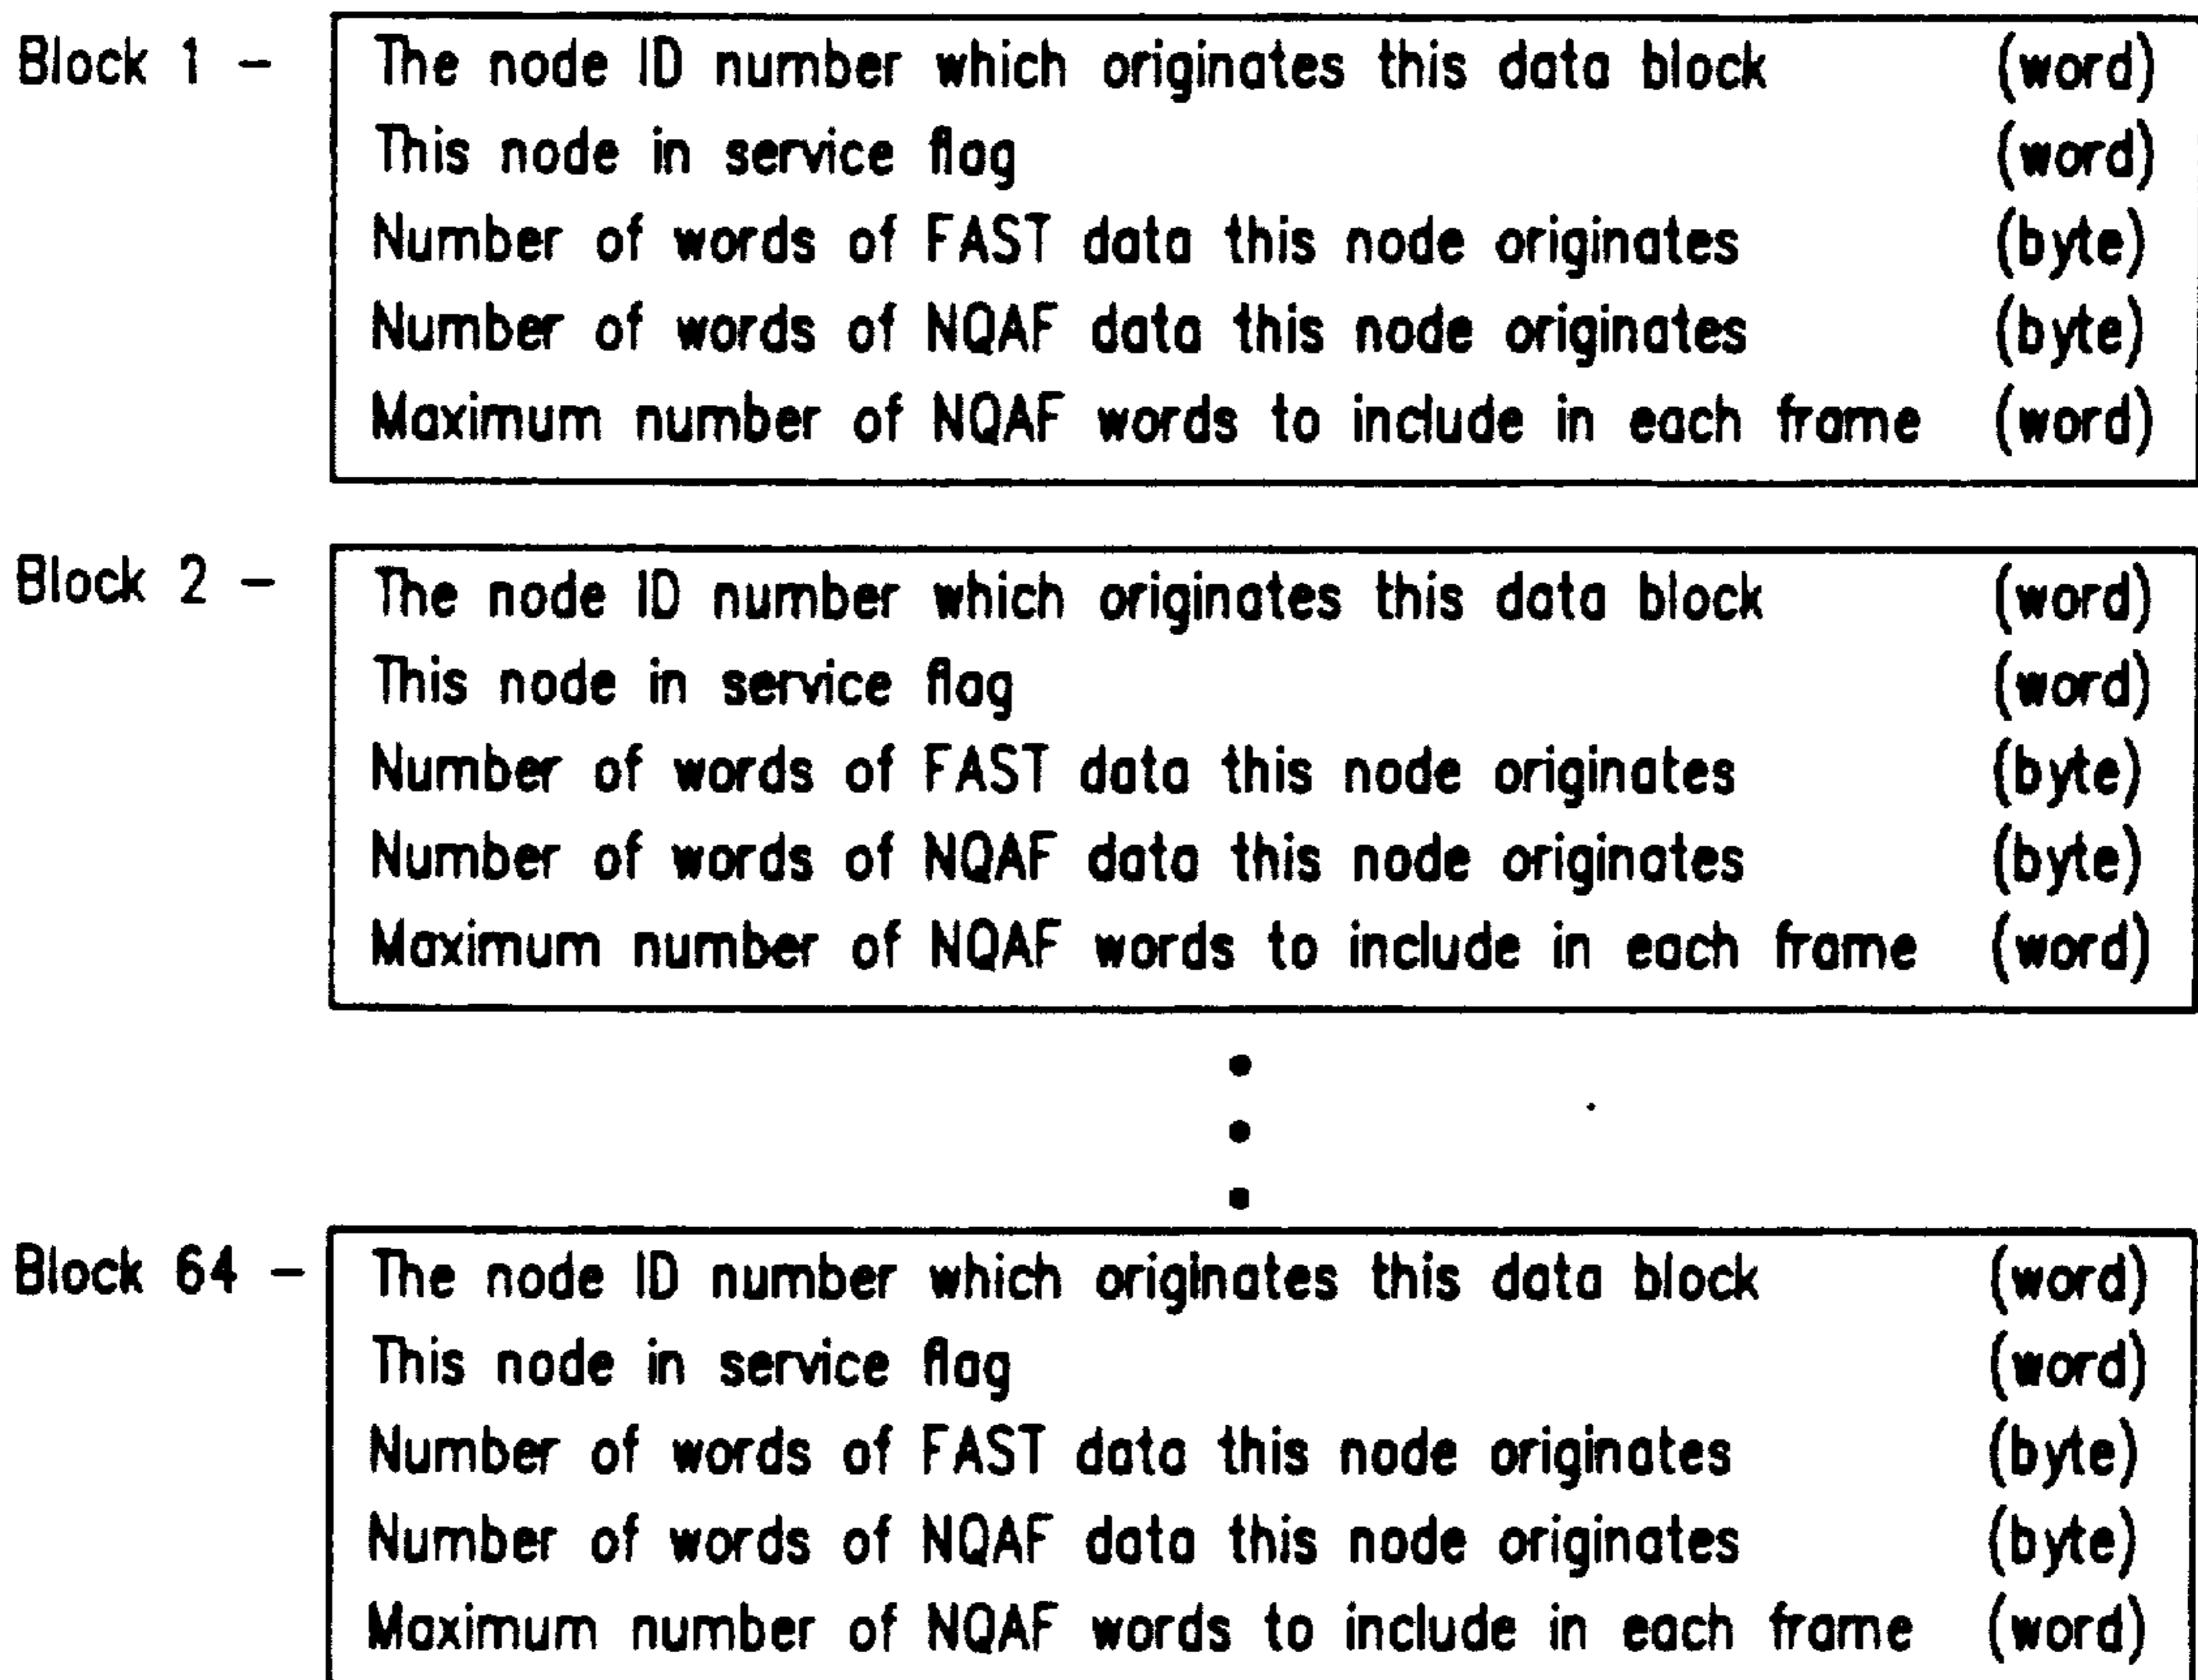 Block 1 – The node ID number which originates this data block (word)
This node in service flag (word)
Number of words of FAST data this node originates (byte)
Number of words of NQAF data this node originates (byte)
Maximum number of NQAF words to include in each frame (word)
Block 2 – The node ID number which originates this data block (word)
This node in service flag (word)
Number of words of FAST data this node originates (byte)
Number of words of NQAF data this node originates (byte)
Maximum number of NQAF words to include in each frame (word)
Block 64 – The node ID number which originates this data block (word)
This node in service flag (word)
Number of words of FAST data this node originates (byte)
Number of words of NQAF data this node originates (byte)
Maximum number of NQAF words to include in each frame (word)